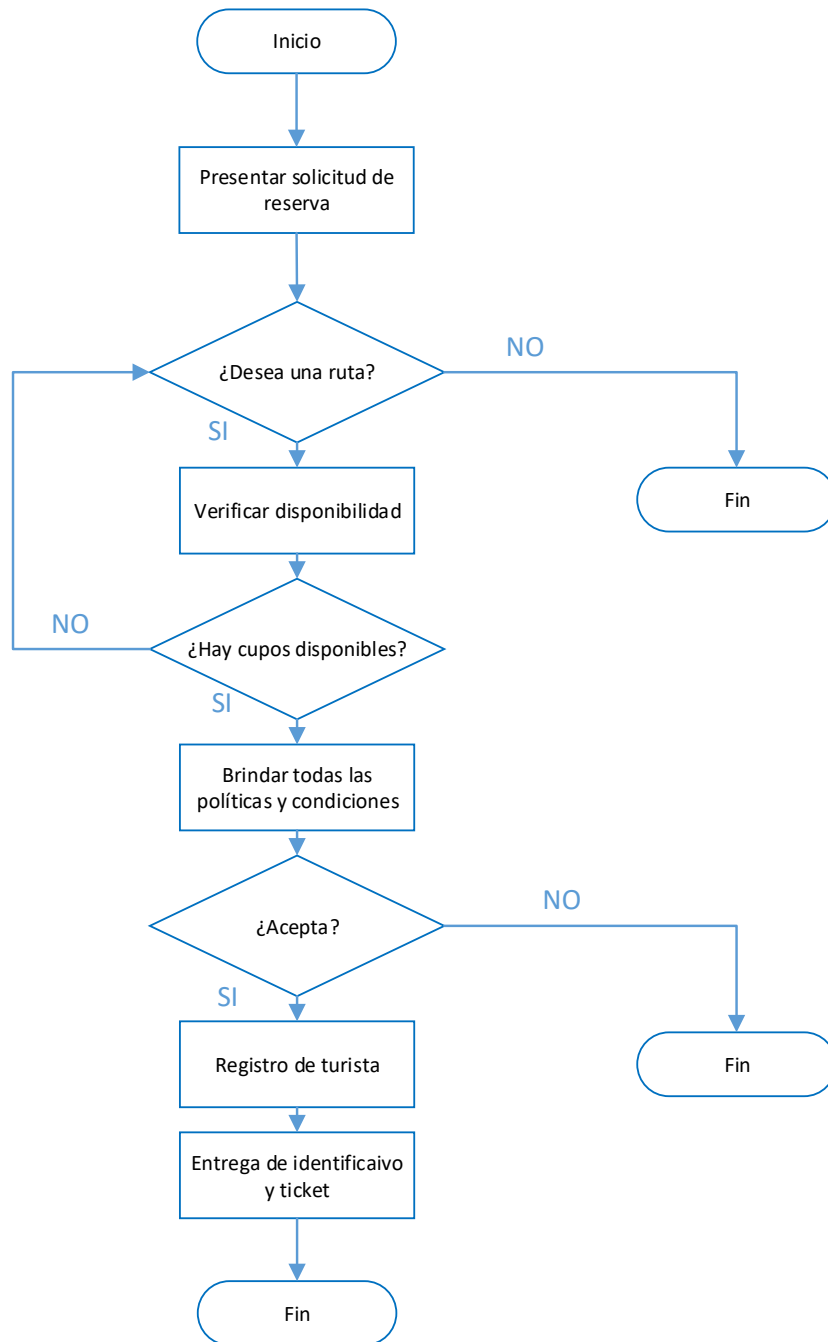 Inicio
Presentar solicitud de
reserva
¿Desea una ruta?
NO
SI
Verificar disponibilidad
Fin
NO
¿Hay cupos disponibles?
SI
Brindar todas las
políticas y condiciones
¿Acepta?
NO
SI
Registro de turista
Fin
Entrega de identificaivo
y ticket
Fin